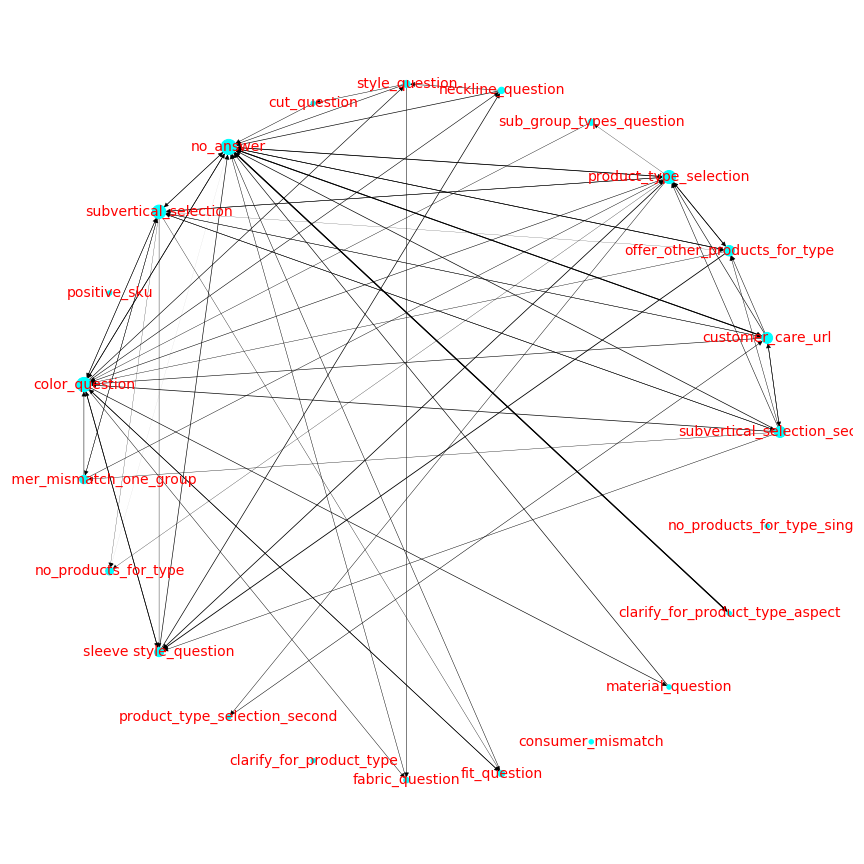 style_question
neckline_question
cut_question
sub_group_types_question
no_answer
product_type_selection
subvertical_selection
offer_other_products_for_type
positive_sku
customer_care_url
color_question
subvertical_selection_sec
mer_mismatch_one_group
no_products_for_type_sing
no_products_for_type
clarify_for_product_type_aspect
sleeve style_question
material_question
product_type_selection_second
consumer_mismatch
clarify_for_product_type
fabric_question
fit_question